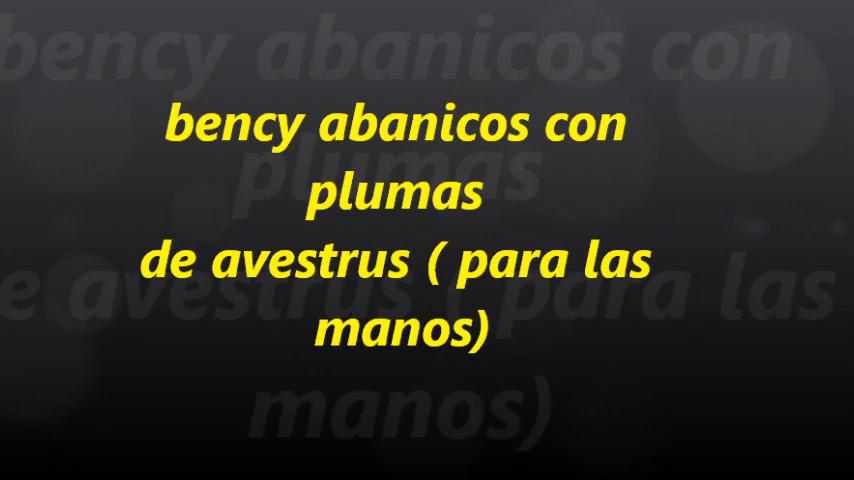 bency abanicos con
plumas
de avestrus ( para las
manos)